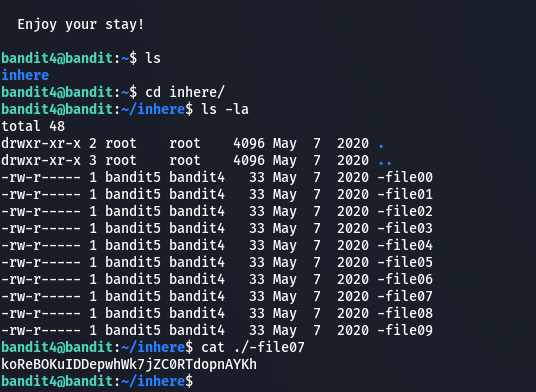 Enjoy your stay!
bandit4@bandit:~$ ls
inhere
bandit4@bandit:~$ cd inhere/
bandit4@bandit:~/inhere$ ls -la
total 48
drwxr-xr-x 2 root    root    4096 May  7  2020 .
drwxr-xr-x 3 root    root    4096 May  7  2020 ..
-rw-r----- 1 bandit5 bandit4   33 May  7  2020 -file00
-rw-r----- 1 bandit5 bandit4   33 May  7  2020 -file01
-rw-r----- 1 bandit5 bandit4   33 May  7  2020 -file02
-rw-r----- 1 bandit5 bandit4   33 May  7  2020 -file03
-rw-r----- 1 bandit5 bandit4   33 May  7  2020 -file04
-rw-r----- 1 bandit5 bandit4   33 May  7  2020 -file05
-rw-r----- 1 bandit5 bandit4   33 May  7  2020 -file06
-rw-r----- 1 bandit5 bandit4   33 May  7  2020 -file07
-rw-r----- 1 bandit5 bandit4   33 May  7  2020 -file08
-rw-r----- 1 bandit5 bandit4   33 May  7  2020 -file09
bandit4@bandit:~/inhere$ cat ./-file07
koReBOKuIDDepwhWk7jZC0RTdopnAYKh
bandit4@bandit:~/inhere$